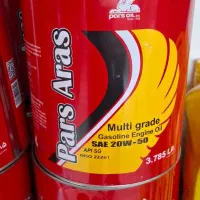 pars oil
Pars Aras
Multi grade
Gasoline Engine oil
SAE 20W-50
API SG
3.785 Lit